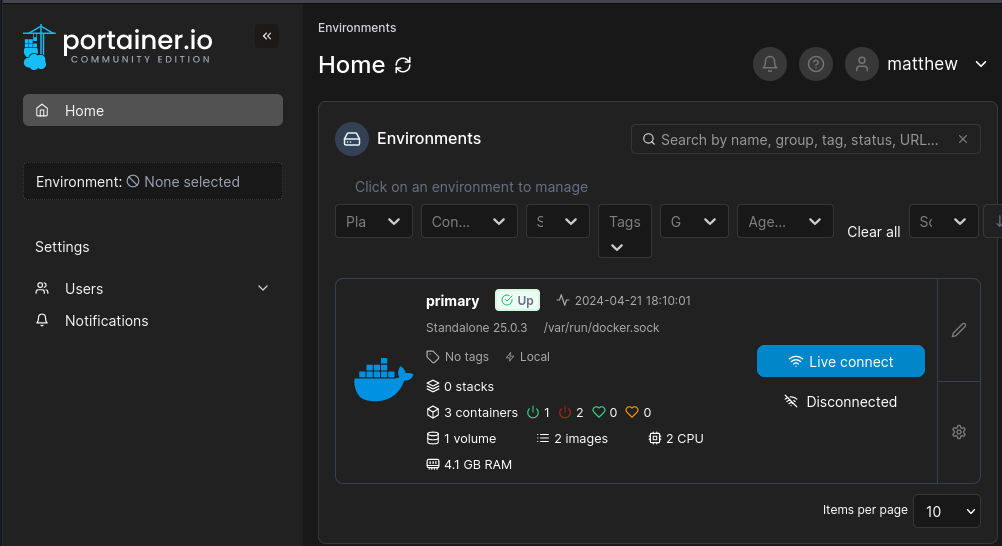 portainer.io
COMMUNITY EDITION
«
Home
Environment: None selected
Settings
Users
Notifications
Environments
Home
matthew
Environments
Search by name, group, tag, status, URL...
Click on an environment to manage
Pla
Con...
S
Tags
G
Age...
Clear all
So
primary Up 2024-04-21 18:10:01
Standalone 25.0.3 /var/run/docker.sock
No tags Local
0 stacks
3 containers 1 2 0 0
1 volume 2 images 2 CPU
4.1 GB RAM
Live connect
Disconnected
Items per page 10